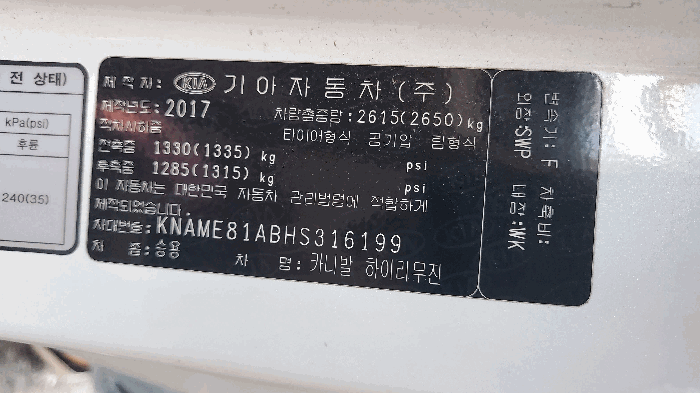 전 상태)
kPa(psi)
후륜
240(35)
제작자: KIA 기아자동차(주)
제작년도:2017 차량총중량:2615(2650)kg
적차시하중 타이어형식 공기압 림형식
전축중 1330(1335) kg psi
후축중 1285(1315) kg psi
이 자동차는 대한민국 자동차 관리법령에 적합하게
제작되었습니다.
차대번호:KNAME81ABHS316199
차 종:승용 차 명:카니발 하이리무진
변속기: F 차축비:
외장:SWP 내장:WK